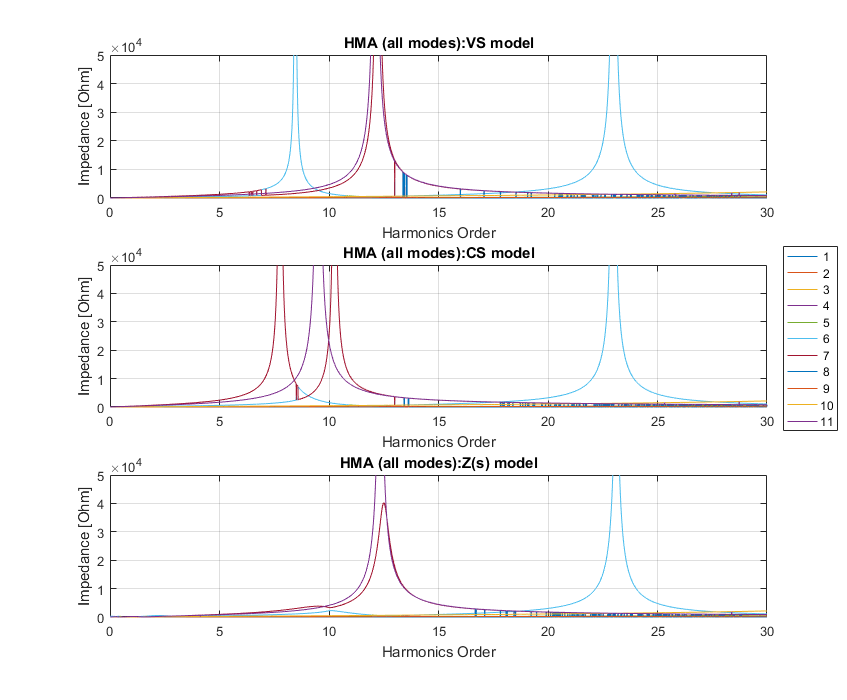 HMA (all modes):VS model
×10^4
5
4
3
2
1
0
Impedance [Ohm]
0 5 10 15 20 25 30
Harmonics Order
HMA (all modes):CS model
×10^4
5
4
3
2
1
0
Impedance [Ohm]
0 5 10 15 20 25 30
Harmonics Order
1
2
3
4
5
6
7
8
9
10
11
HMA (all modes):Z(s) model
×10^4
5
4
3
2
1
0
Impedance [Ohm]
0 5 10 15 20 25 30
Harmonics Order